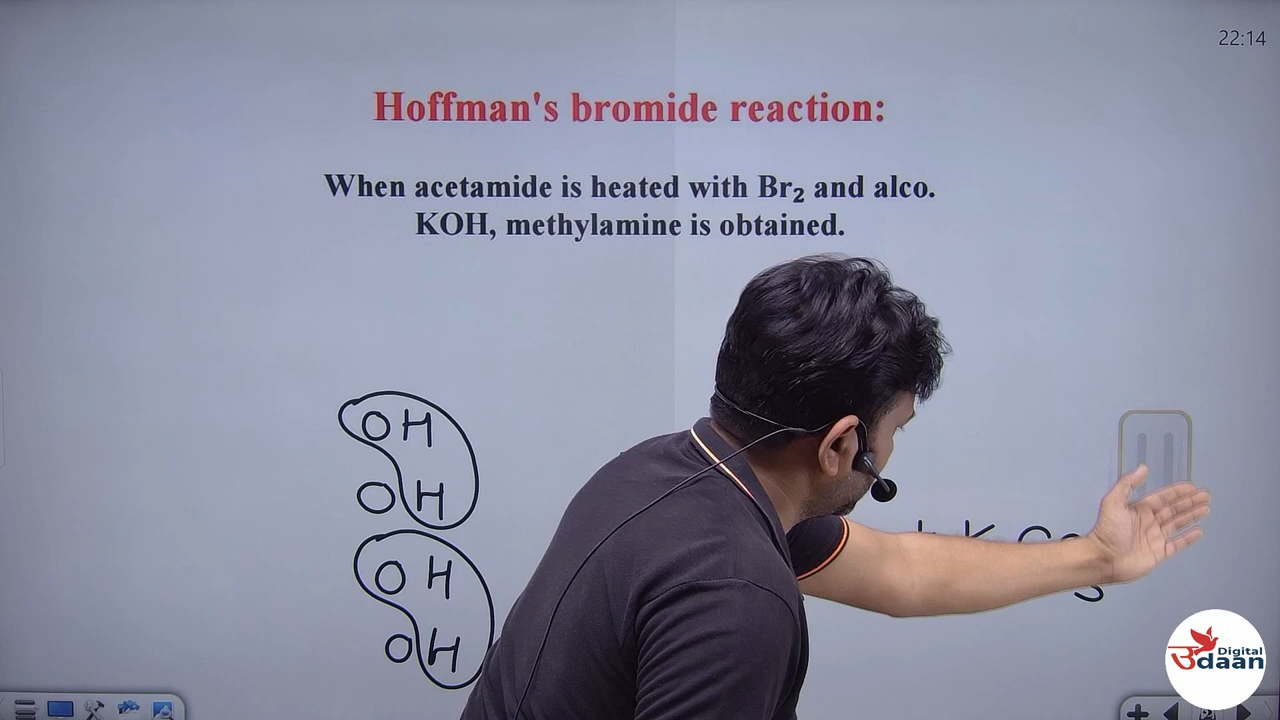 22:14
Hoffman's bromide reaction:
When acetamide is heated with Br₂ and alco.
KOH, methylamine is obtained.
OH
OH
OH
OH
Digital
उdaan